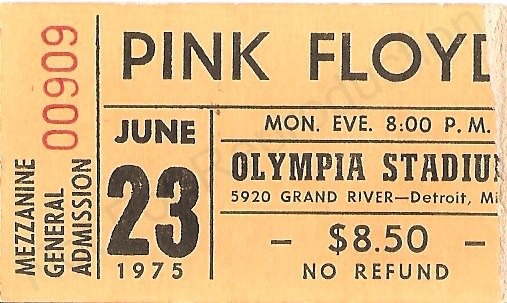 00909
MEZZANINE
GENERAL
ADMISSION
PINK FLOYD
JUNE
23
1975
MON. EVE. 8:00 P. M.
OLYMPIA STADIU
5920 GRAND RIVER—Detroit, Mi
— $8.50 —
NO REFUND